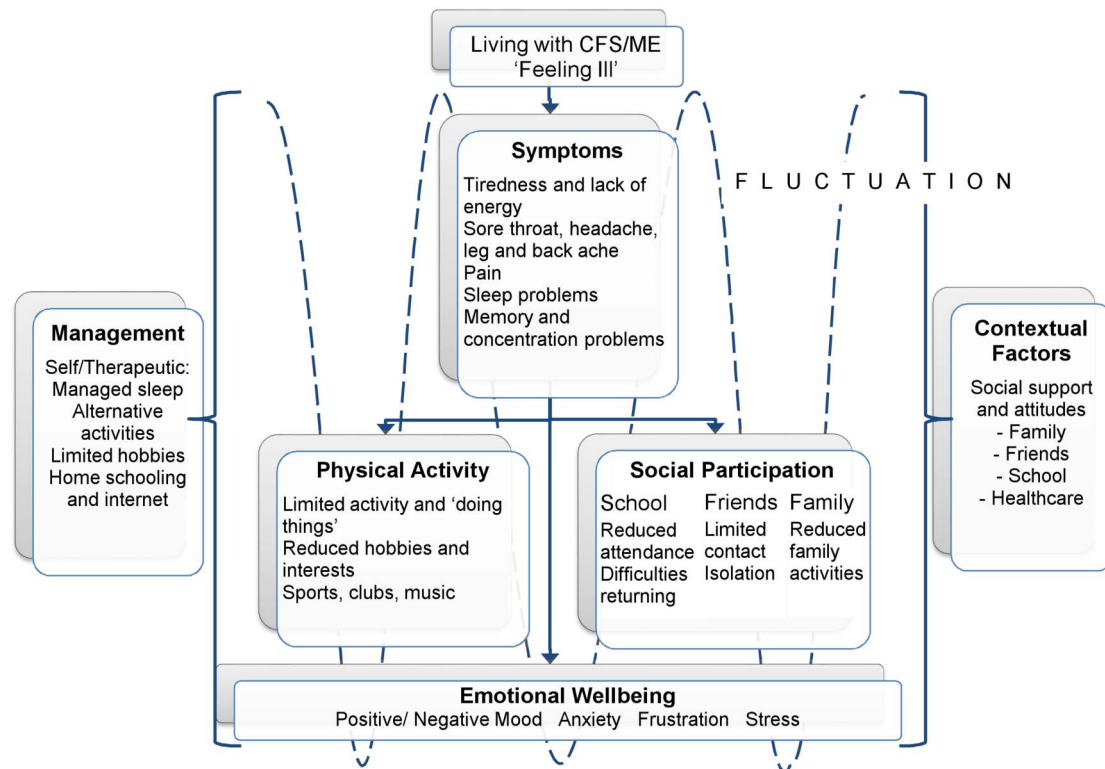 Living with CFS/ME
‘Feeling Ill’
Symptoms
Tiredness and lack of
energy
Sore throat, headache,
leg and back ache
Pain
Sleep problems
Memory and
concentration problems
F L U C T U A T I O N
Management
Self/Therapeutic:
Managed sleep
Alternative
activities
Limited hobbies
Home schooling
and internet
Contextual
Factors
Social support
and attitudes
- Family
- Friends
- School
- Healthcare
Physical Activity
Limited activity and ‘doing
things’
Reduced hobbies and
interests
Sports, clubs, music
Social Participation
School
Reduced
attendance
Difficulties
returning
Friends
Limited
contact
Isolation
Family
Reduced
family
activities
Emotional Wellbeing
Positive/ Negative Mood Anxiety Frustration Stress